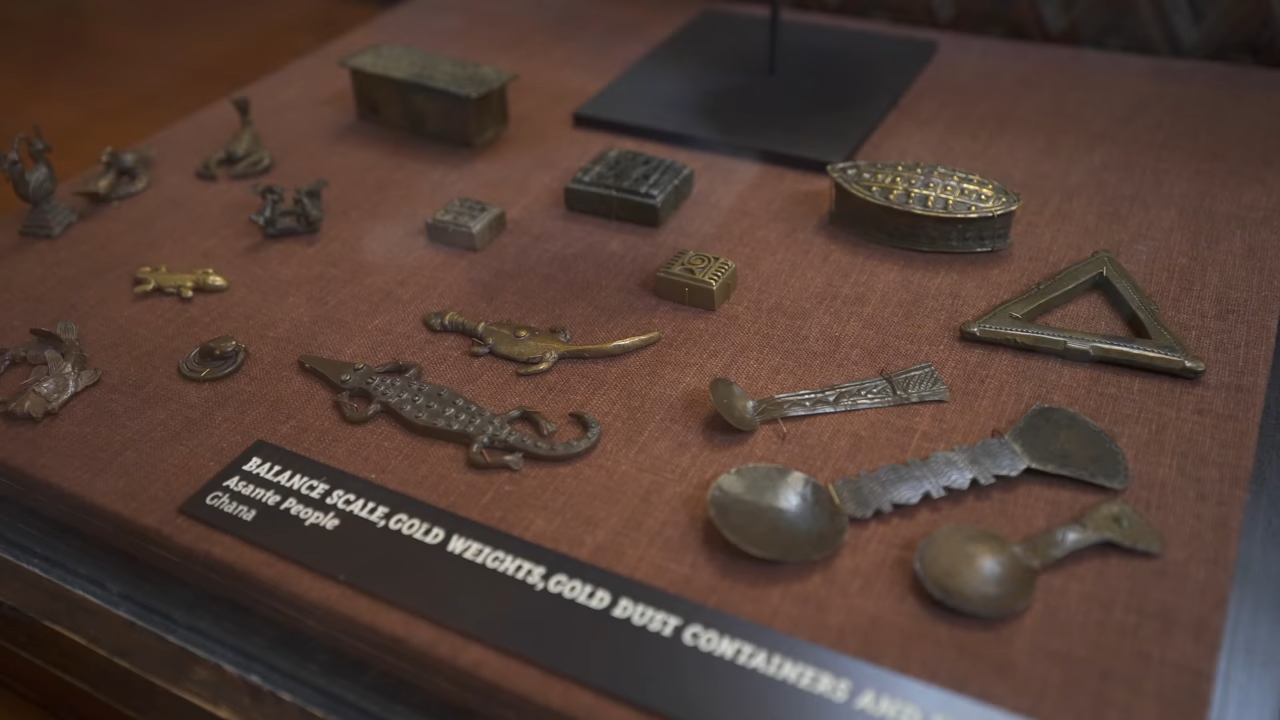 BALANCE SCALE, GOLD WEIGHTS, GOLD DUST CONTAINERS AND
Asante People
Ghana